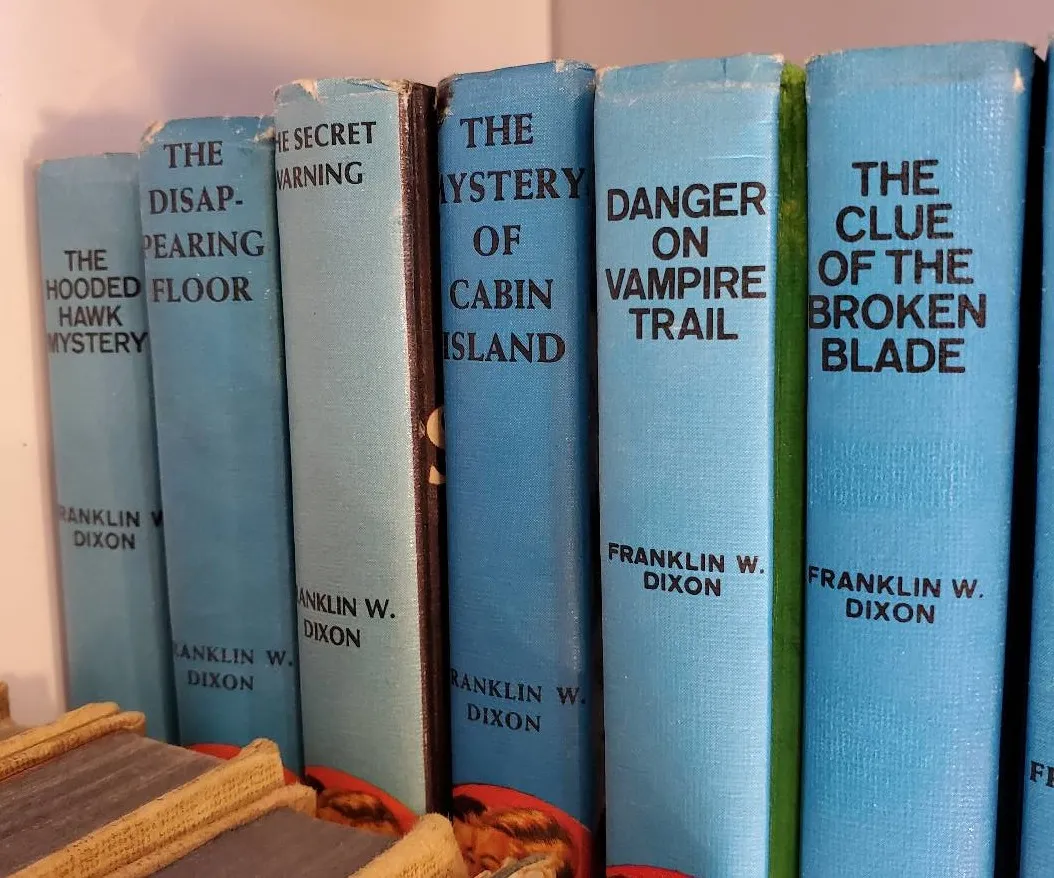 THE
HOODED
HAWK
MYSTERY
RANKLIN W
DIXON
THE
DISAP-
PEARING
FLOOR
RANKLIN W.
DIXON
HE SECRET
WARNING
ANKLIN W.
DIXON
THE
MYSTERY
OF
CABIN
ISLAND
RANKLIN W.
DIXON
DANGER
ON
VAMPIRE
TRAIL
FRANKLIN W.
DIXON
THE
CLUE
OF THE
BROKEN
BLADE
FRANKLIN W.
DIXON